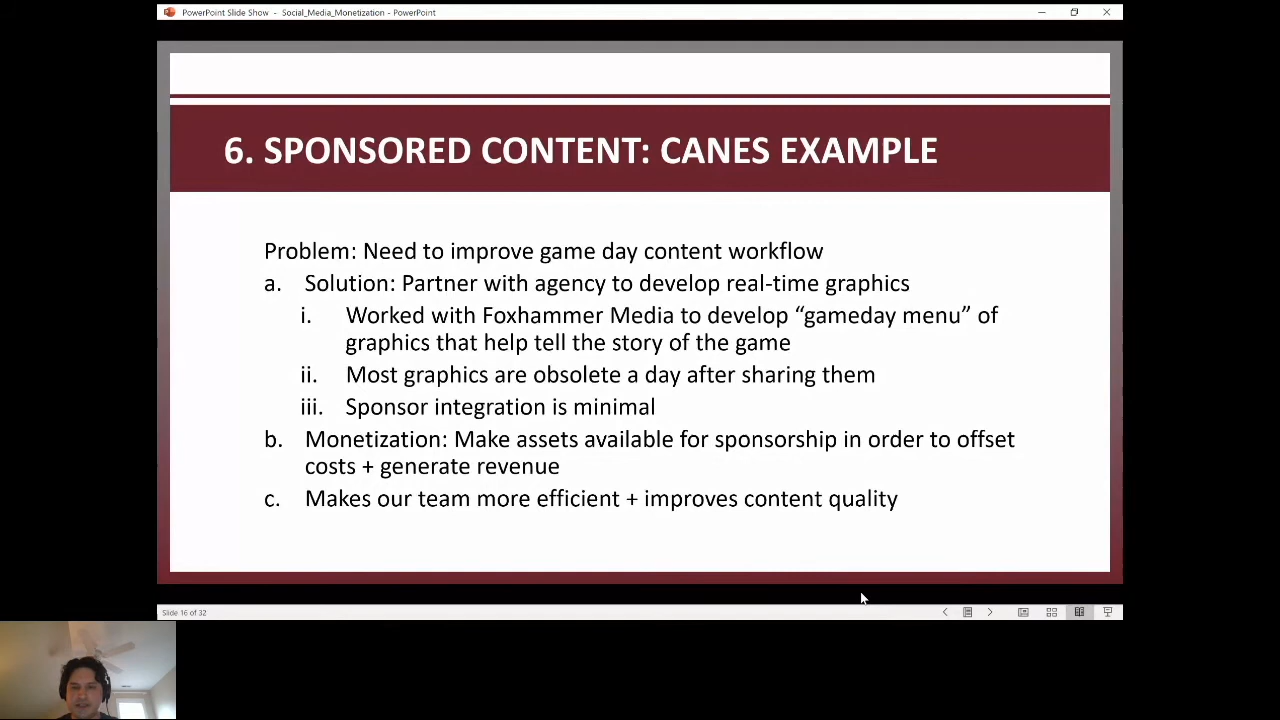 PowerPoint Slide Show - Social_Media_Monetization - PowerPoint
6. SPONSORED CONTENT: CANES EXAMPLE
Problem: Need to improve game day content workflow
a. Solution: Partner with agency to develop real-time graphics
i. Worked with Foxhammer Media to develop “gameday menu” of
graphics that help tell the story of the game
ii. Most graphics are obsolete a day after sharing them
iii. Sponsor integration is minimal
b. Monetization: Make assets available for sponsorship in order to offset
costs + generate revenue
c. Makes our team more efficient + improves content quality
Slide 16 of 32